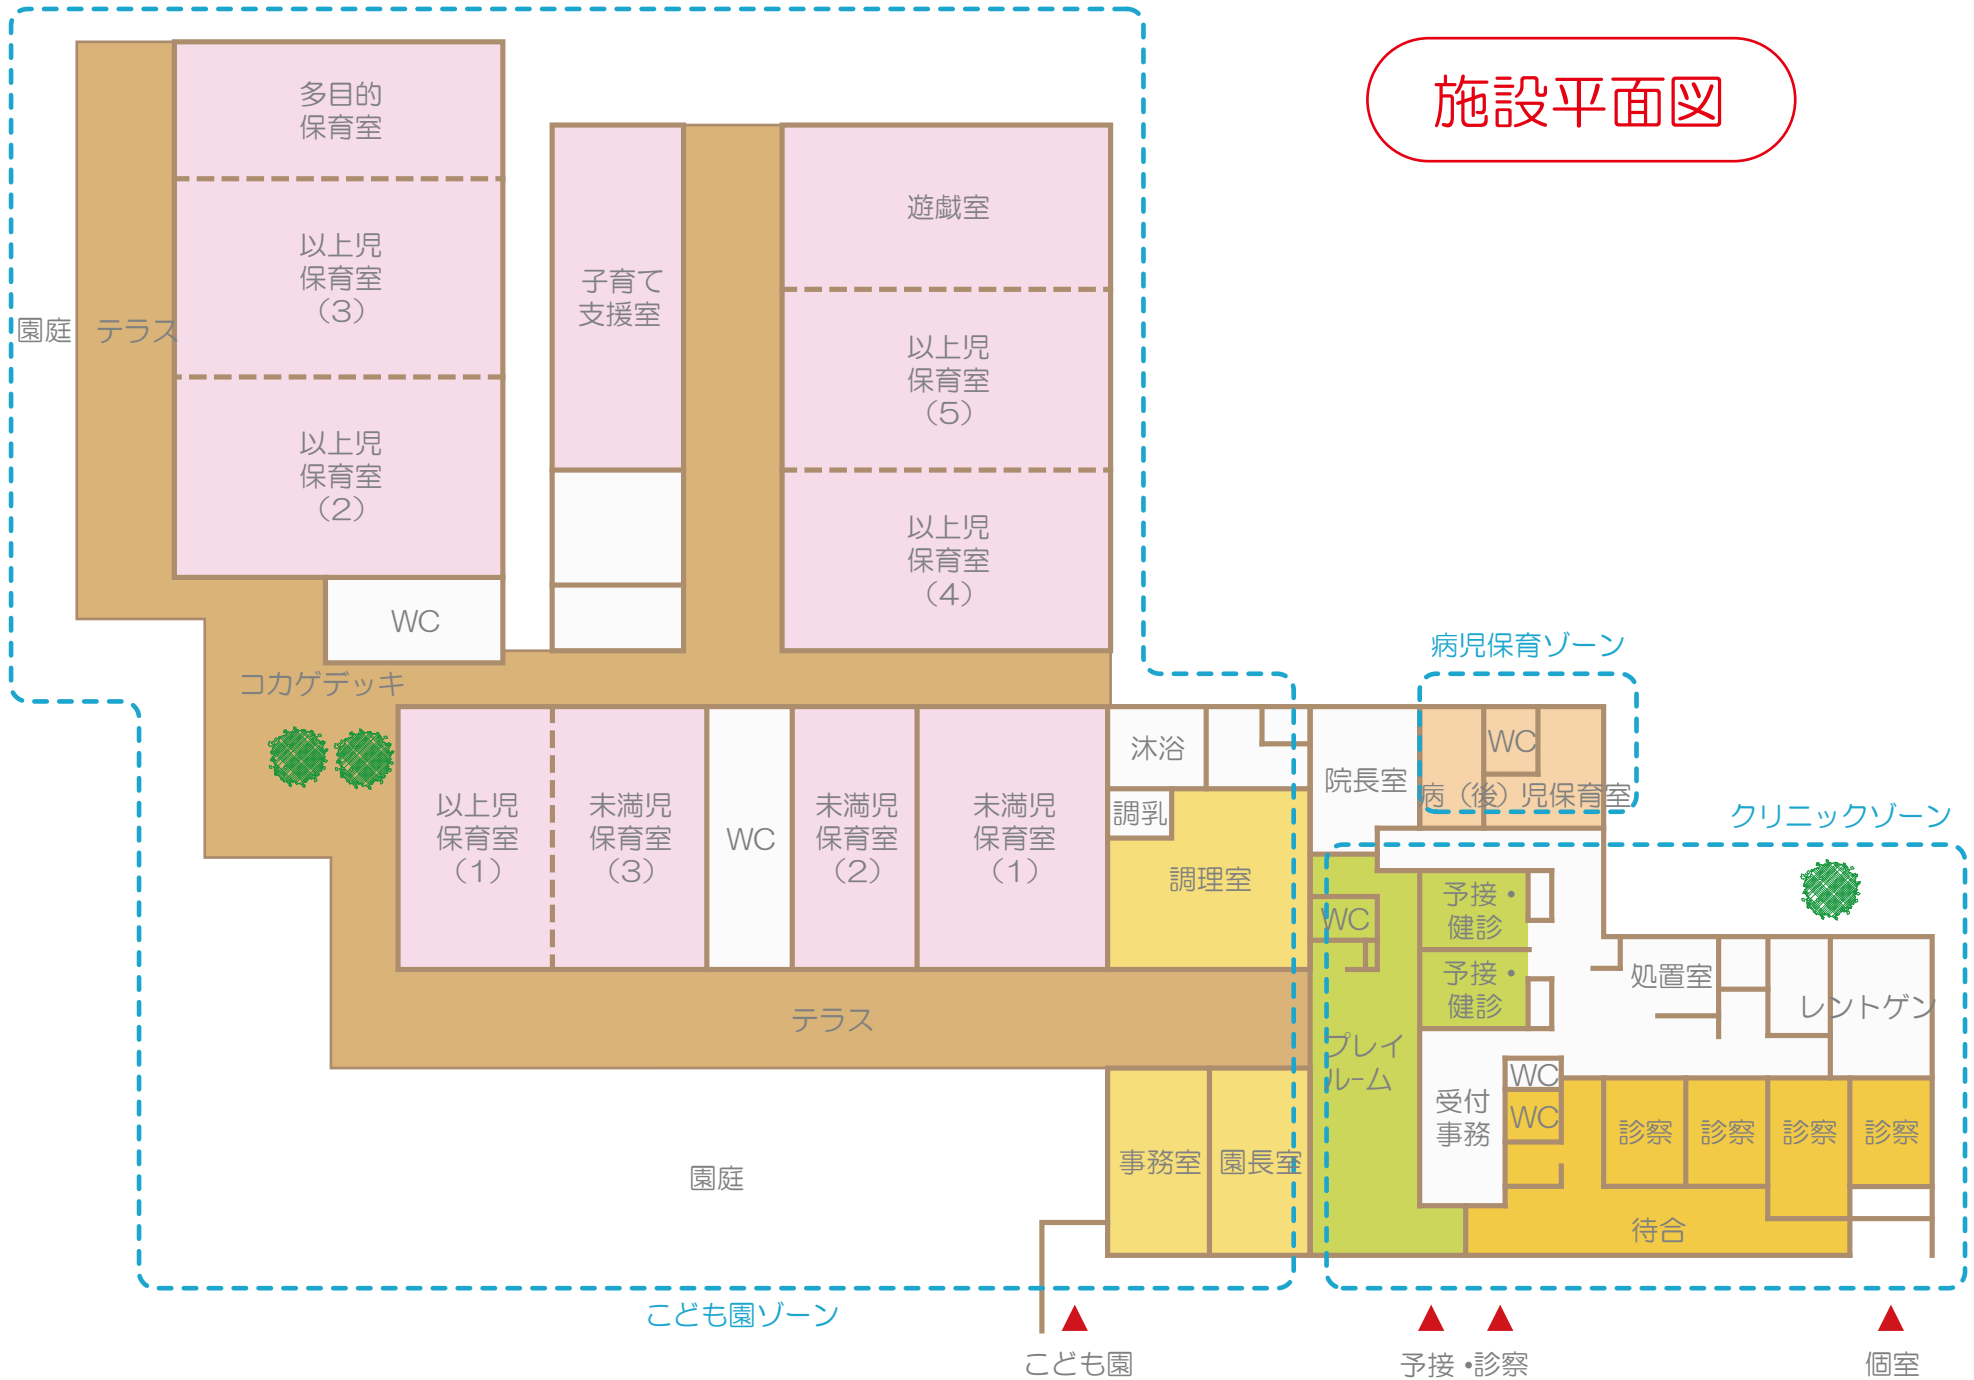 施設平面図
多目的
保育室
以上児
保育室
(3)
以上児
保育室
(2)
園庭
テラス
WC
子育て
支援室
遊戯室
以上児
保育室
(5)
以上児
保育室
(4)
コカゲデッキ
以上児
保育室
(1)
未満児
保育室
(3)
WC
未満児
保育室
(2)
未満児
保育室
(1)
沐浴
調乳
調理室
院長室
病児保育ゾーン
WC
病(後)児保育室
クリニックゾーン
WC
予接・
健診
予接・
健診
処置室
レントゲン
プレイ
ルーム
テラス
受付
事務
WC
WC
診察
診察
診察
診察
待合
事務室
園長室
園庭
こども園ゾーン
こども園
予接・診察
個室